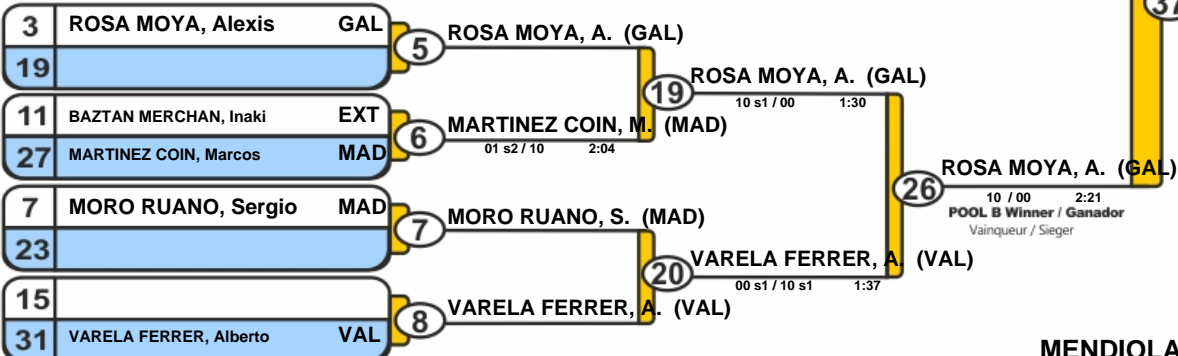 3 ROSA MOYA, Alexis GAL
19
5
ROSA MOYA, A. (GAL)
11 BAZTAN MERCHAN, Inaki EXT
27 MARTINEZ COIN, Marcos MAD
6
MARTINEZ COIN, M. (MAD)
01 s2 / 10 2:04
19
ROSA MOYA, A. (GAL)
10 s1 / 00 1:30
7 MORO RUANO, Sergio MAD
23
7
MORO RUANO, S. (MAD)
15
31 VARELA FERRER, Alberto VAL
8
VARELA FERRER, A. (VAL)
20
VARELA FERRER, A. (VAL)
00 s1 / 10 s1 1:37
26
ROSA MOYA, A. (GAL)
10 / 00 2:21
POOL B Winner / Ganador
Vainqueur / Sieger
37
MENDIOLA